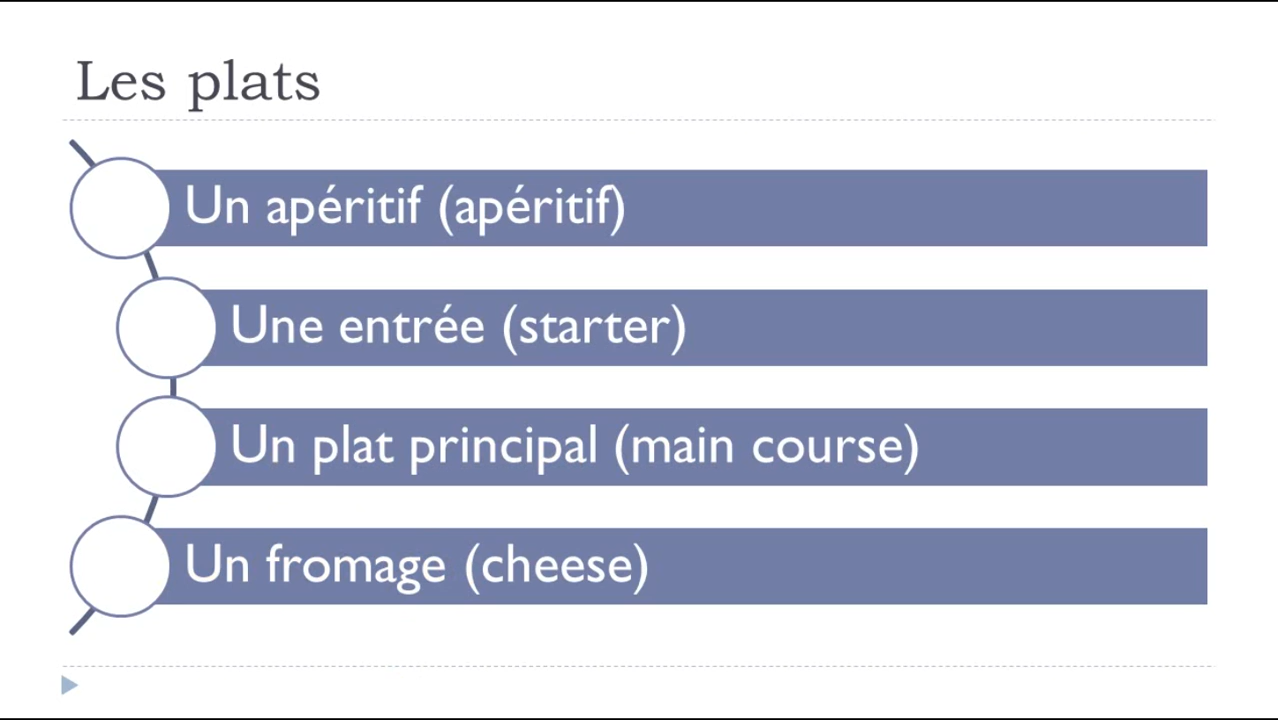 Les plats
Un apéritif (apéritif)
Une entrée (starter)
Un plat principal (main course)
Un fromage (cheese)